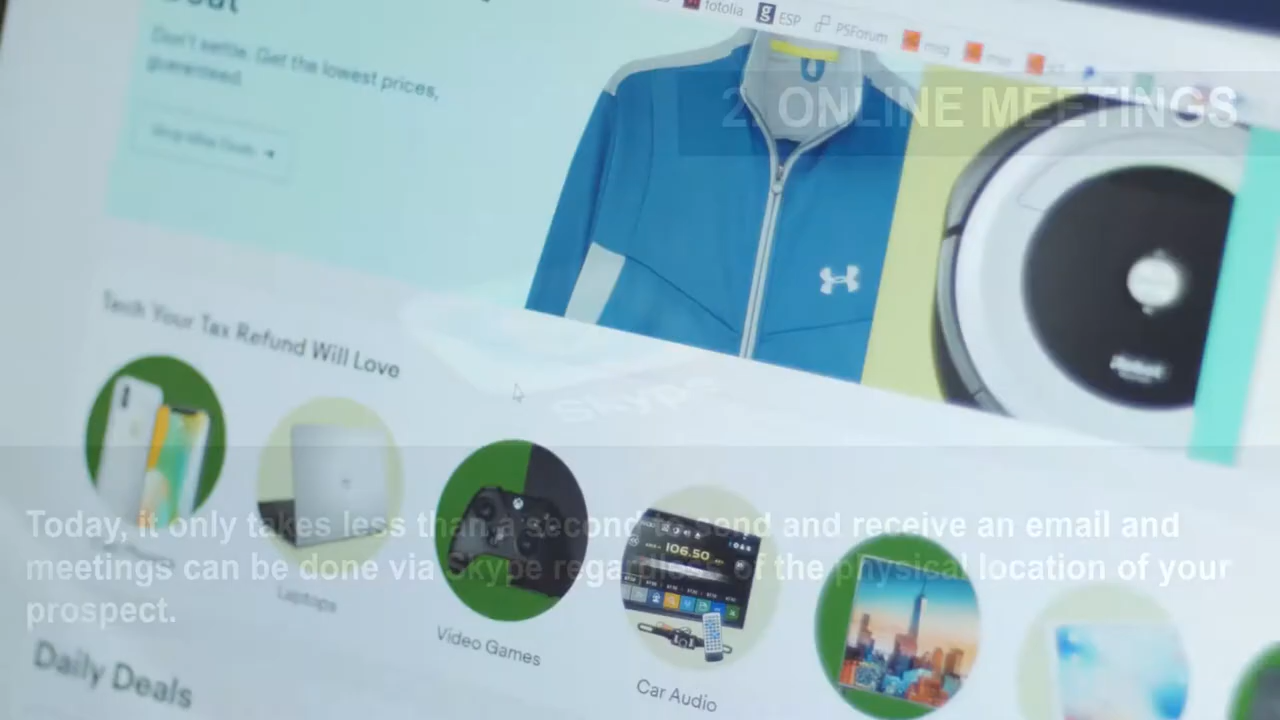 fotolia
ESP
PSForum
2. ONLINE MEETINGS
Don't settle. Get the lowest prices,
guaranteed.
Tech Your Tax Refund Will Love
Skype
106.50
Today, it only takes less than a second to send and receive an email and
meetings can be done via Skype regardless of the physical location of your
prospect.
Laptops
Video Games
Car Audio
Daily Deals